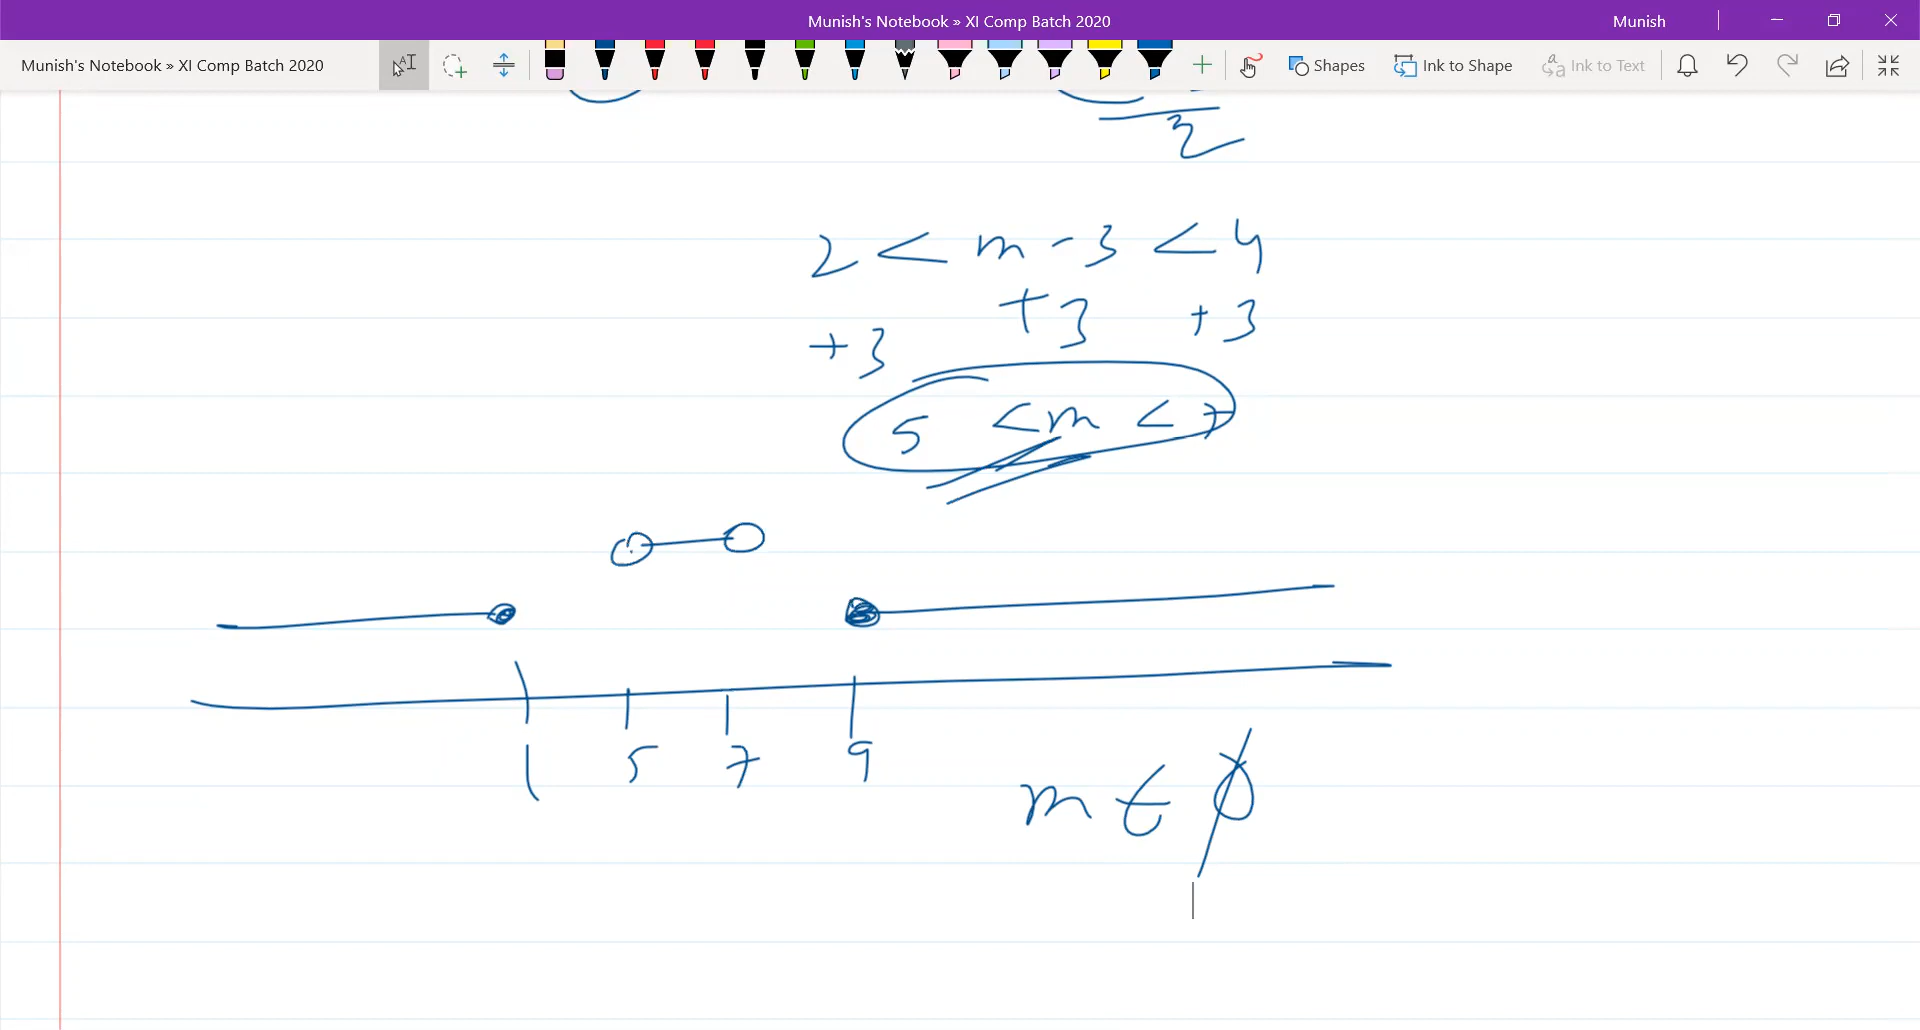 Munish's Notebook » XI Comp Batch 2020
Munish
Munish's Notebook » XI Comp Batch 2020
Shapes
Ink to Shape
Ink to Text
2
2 < m - 3 < 4
+3 +3 +3
5 < m < 7
1 5 7 9
m ∈ ϕ